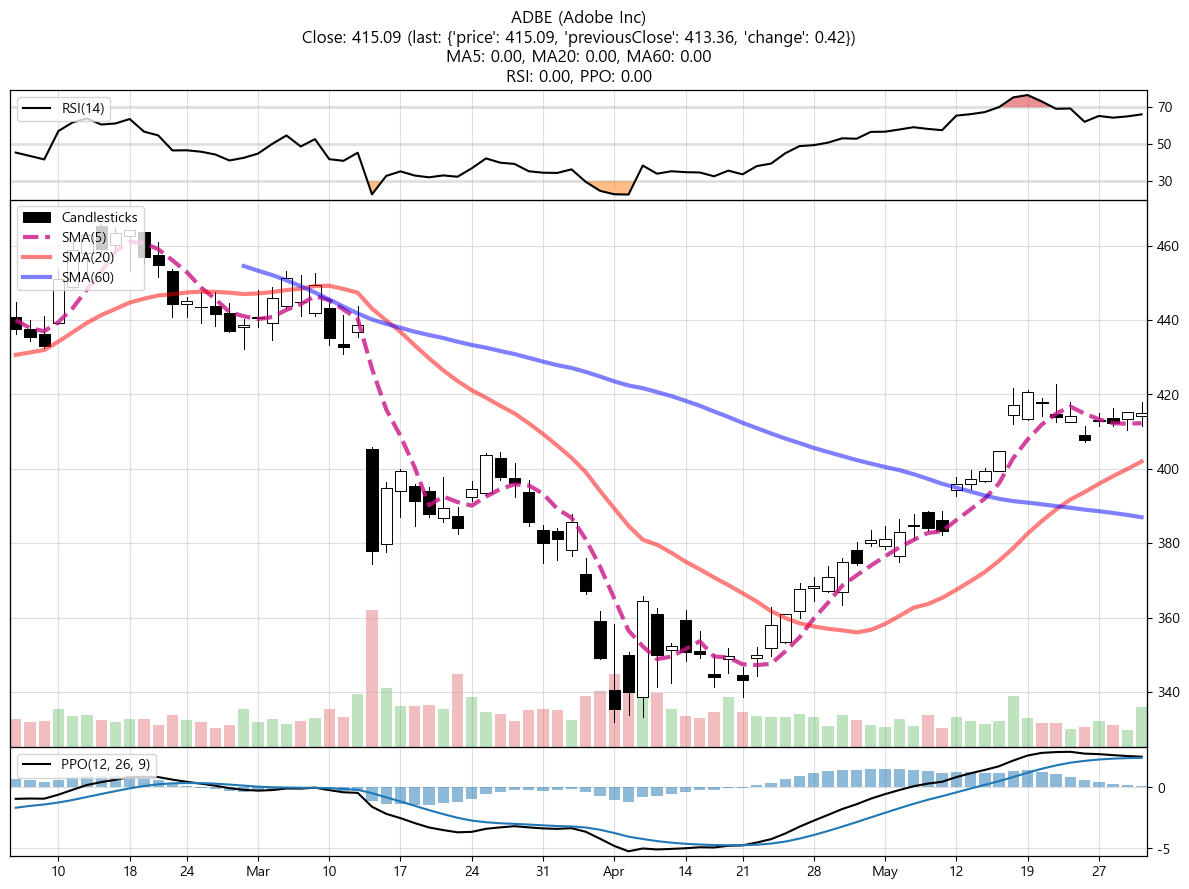 ADBE (Adobe Inc)
Close: 415.09 (last: {'price': 415.09, 'previousClose': 413.36, 'change': 0.42})
MA5: 0.00, MA20: 0.00, MA60: 0.00
RSI: 0.00, PPO: 0.00
RSI(14)
70
50
30
Candlesticks
SMA(5)
SMA(20)
SMA(60)
460
440
420
400
380
360
340
PPO(12, 26, 9)
0
-5
10 18 24 Mar 10 17 24 31 Apr 14 21 28 May 12 19 27